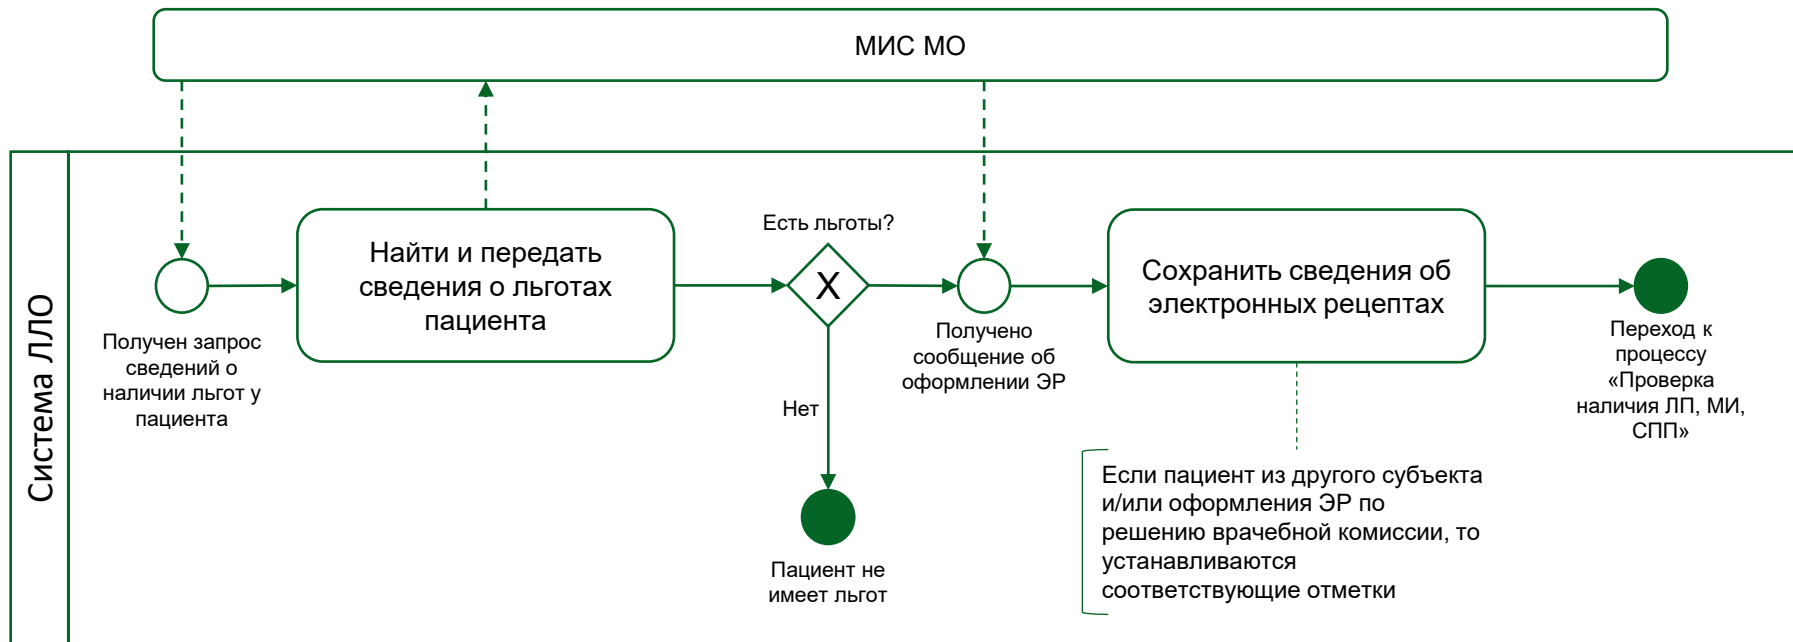 МИС МО
Система ЛЛО
Получен запрос
сведений о
наличии льгот у
пациента
Найти и передать
сведения о льготах
пациента
Есть льготы?
X
Нет
Пациент не
имеет льгот
Получено
сообщение об
оформлении ЭР
Сохранить сведения об
электронных рецептах
Если пациент из другого субъекта
и/или оформления ЭР по
решению врачебной комиссии, то
устанавливаются
соответствующие отметки
Переход к
процессу
«Проверка
наличия ЛП, МИ,
СПП»